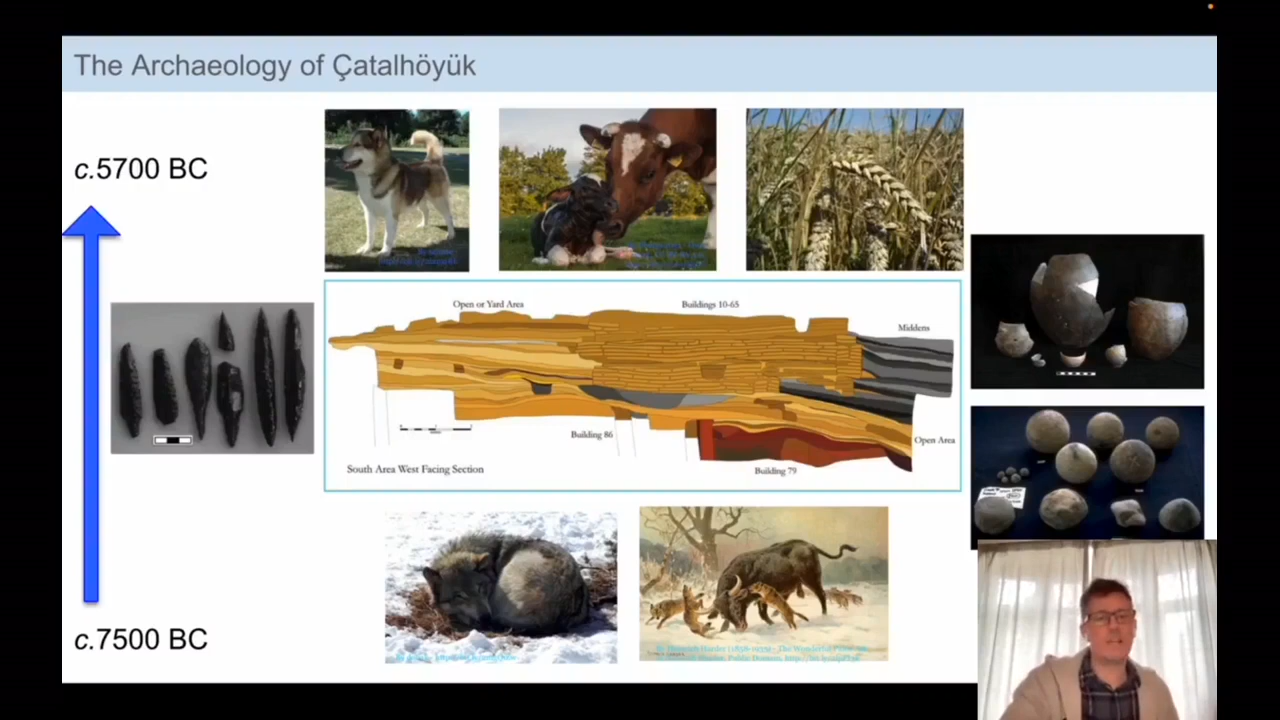 The Archaeology of Çatalhöyük
c.5700 BC
Open or Yard Area
Buildings 10-65
Middens
Building 86
Open Area
South Area West Facing Section
Building 79
c.7500 BC